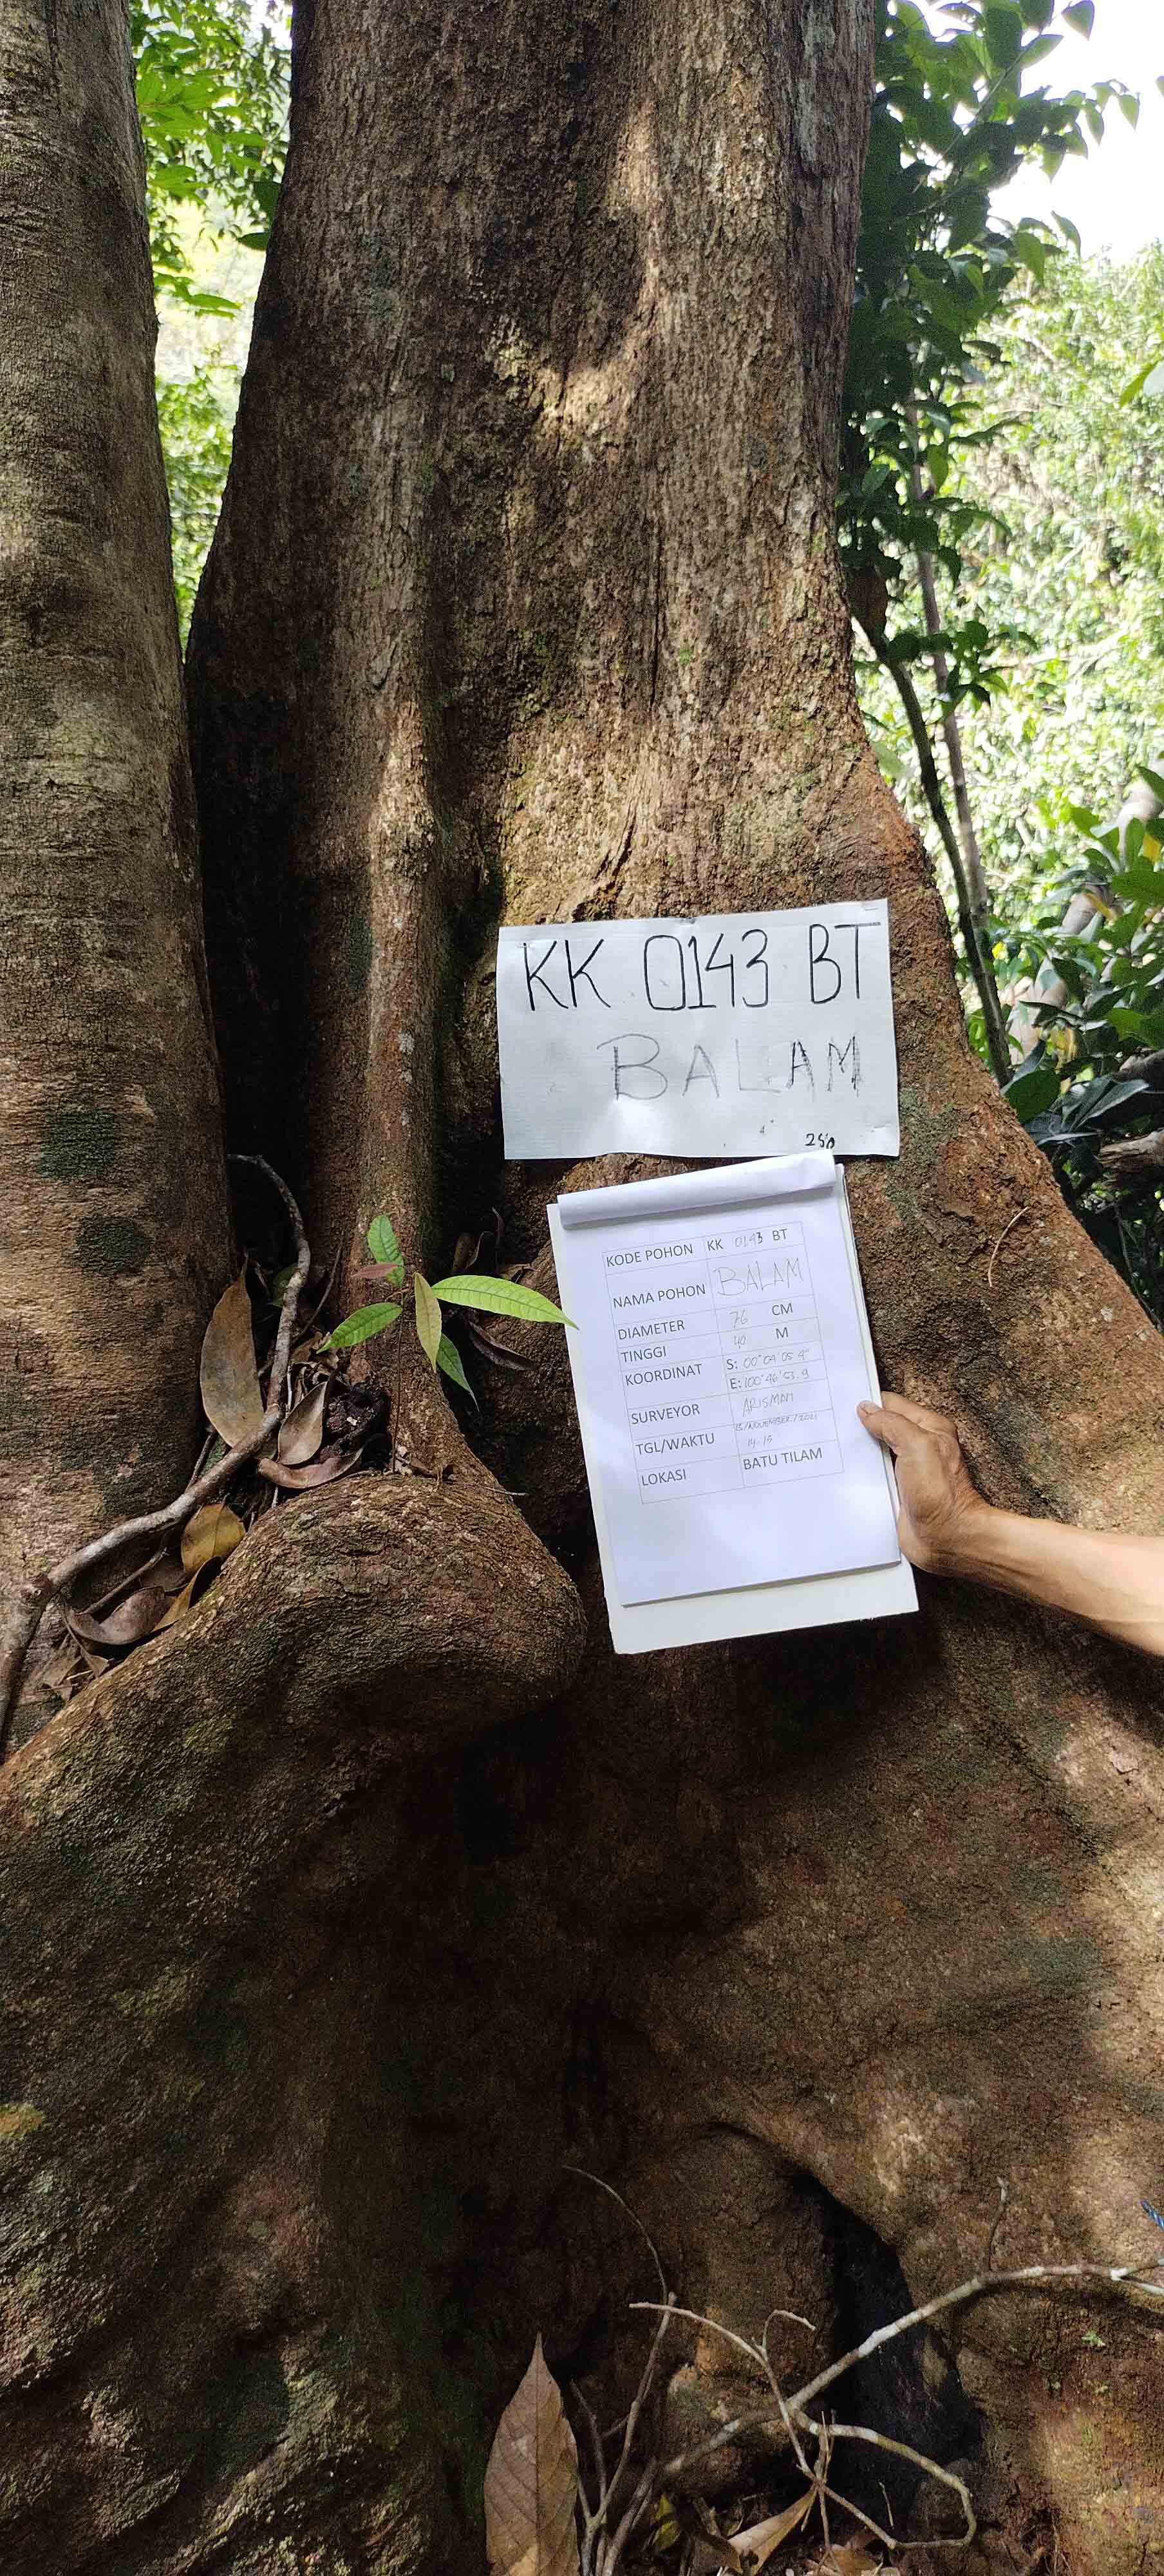 KK 0143 BT
BALAM
250
KODE POHON KK 0143 BT
NAMA POHON BALAM
DIAMETER 76 CM
TINGGI 40 M
KOORDINAT S: 00°04'05.4"
E: 100°46'53.9
SURVEYOR ARISMAN
TGL/WAKTU /NOVEMBER/2021
14-15
LOKASI BATU TILAM